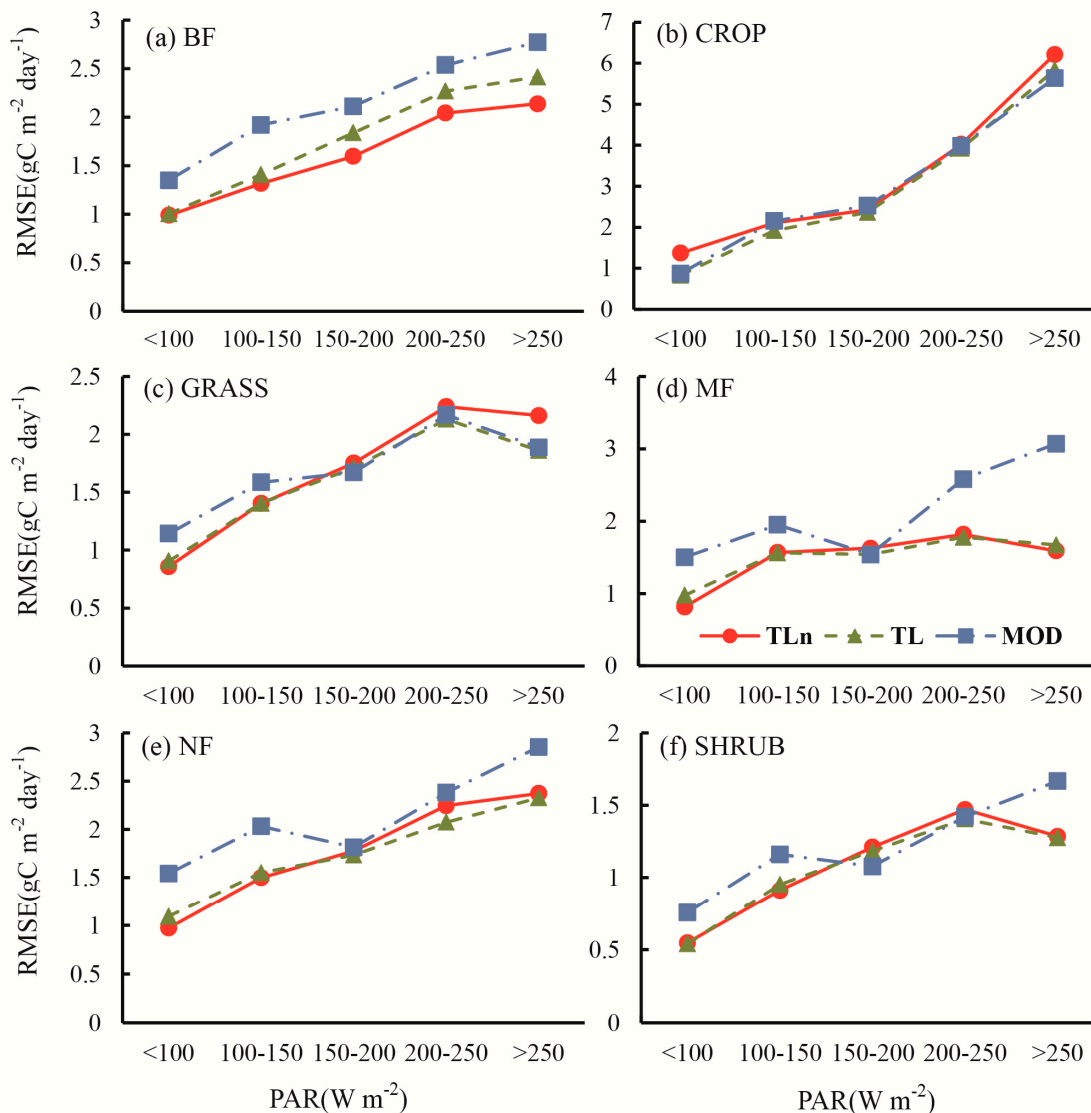 (a) BF
3
2.5
2
1.5
1
0.5
0
RMSE(gC m-2 day-1)
<100 100-150 150-200 200-250 >250
(b) CROP
7
6
5
4
3
2
1
0
<100 100-150 150-200 200-250 >250
(c) GRASS
2.5
2
1.5
1
0.5
0
RMSE(gC m-2 day-1)
<100 100-150 150-200 200-250 >250
(d) MF
4
3
2
1
0
TLn TL MOD
<100 100-150 150-200 200-250 >250
(e) NF
3
2.5
2
1.5
1
0.5
0
RMSE(gC m-2 day-1)
<100 100-150 150-200 200-250 >250
PAR(W m-2)
(f) SHRUB
2
1.5
1
0.5
0
<100 100-150 150-200 200-250 >250
PAR(W m-2)